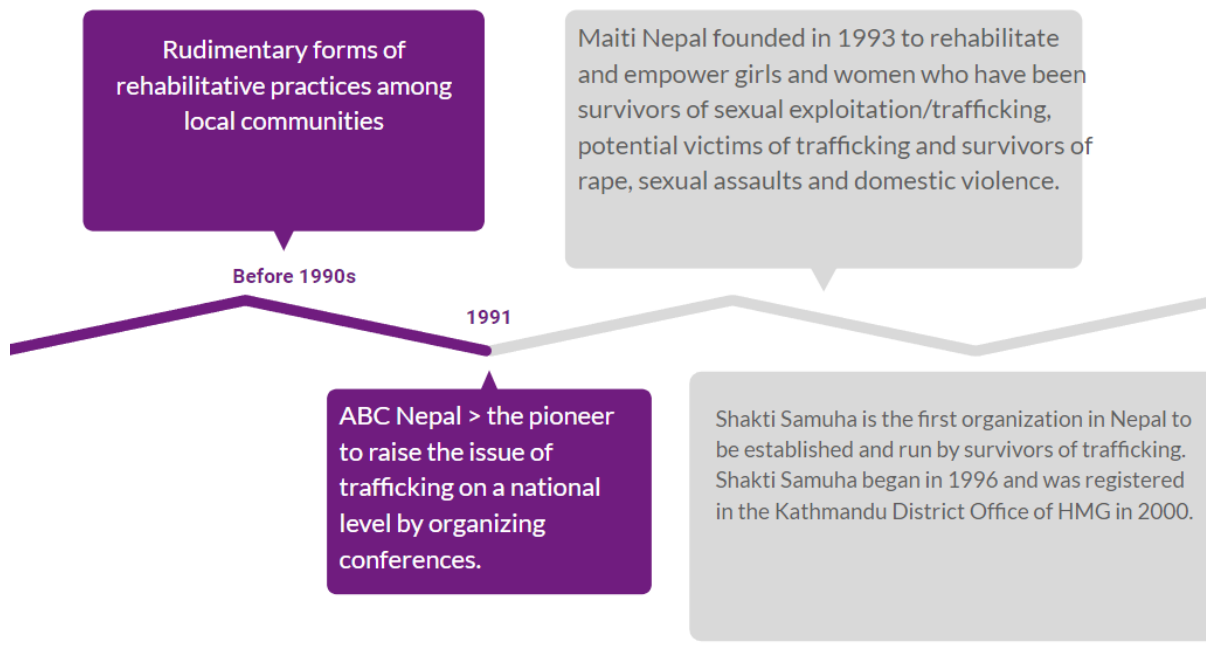 Rudimentary forms of
rehabilitative practices among
local communities
Before 1990s
1991
ABC Nepal > the pioneer
to raise the issue of
trafficking on a national
level by organizing
conferences.
Maiti Nepal founded in 1993 to rehabilitate
and empower girls and women who have been
survivors of sexual exploitation/trafficking,
potential victims of trafficking and survivors of
rape, sexual assaults and domestic violence.
Shakti Samuha is the first organization in Nepal to
be established and run by survivors of trafficking.
Shakti Samuha began in 1996 and was registered
in the Kathmandu District Office of HMG in 2000.